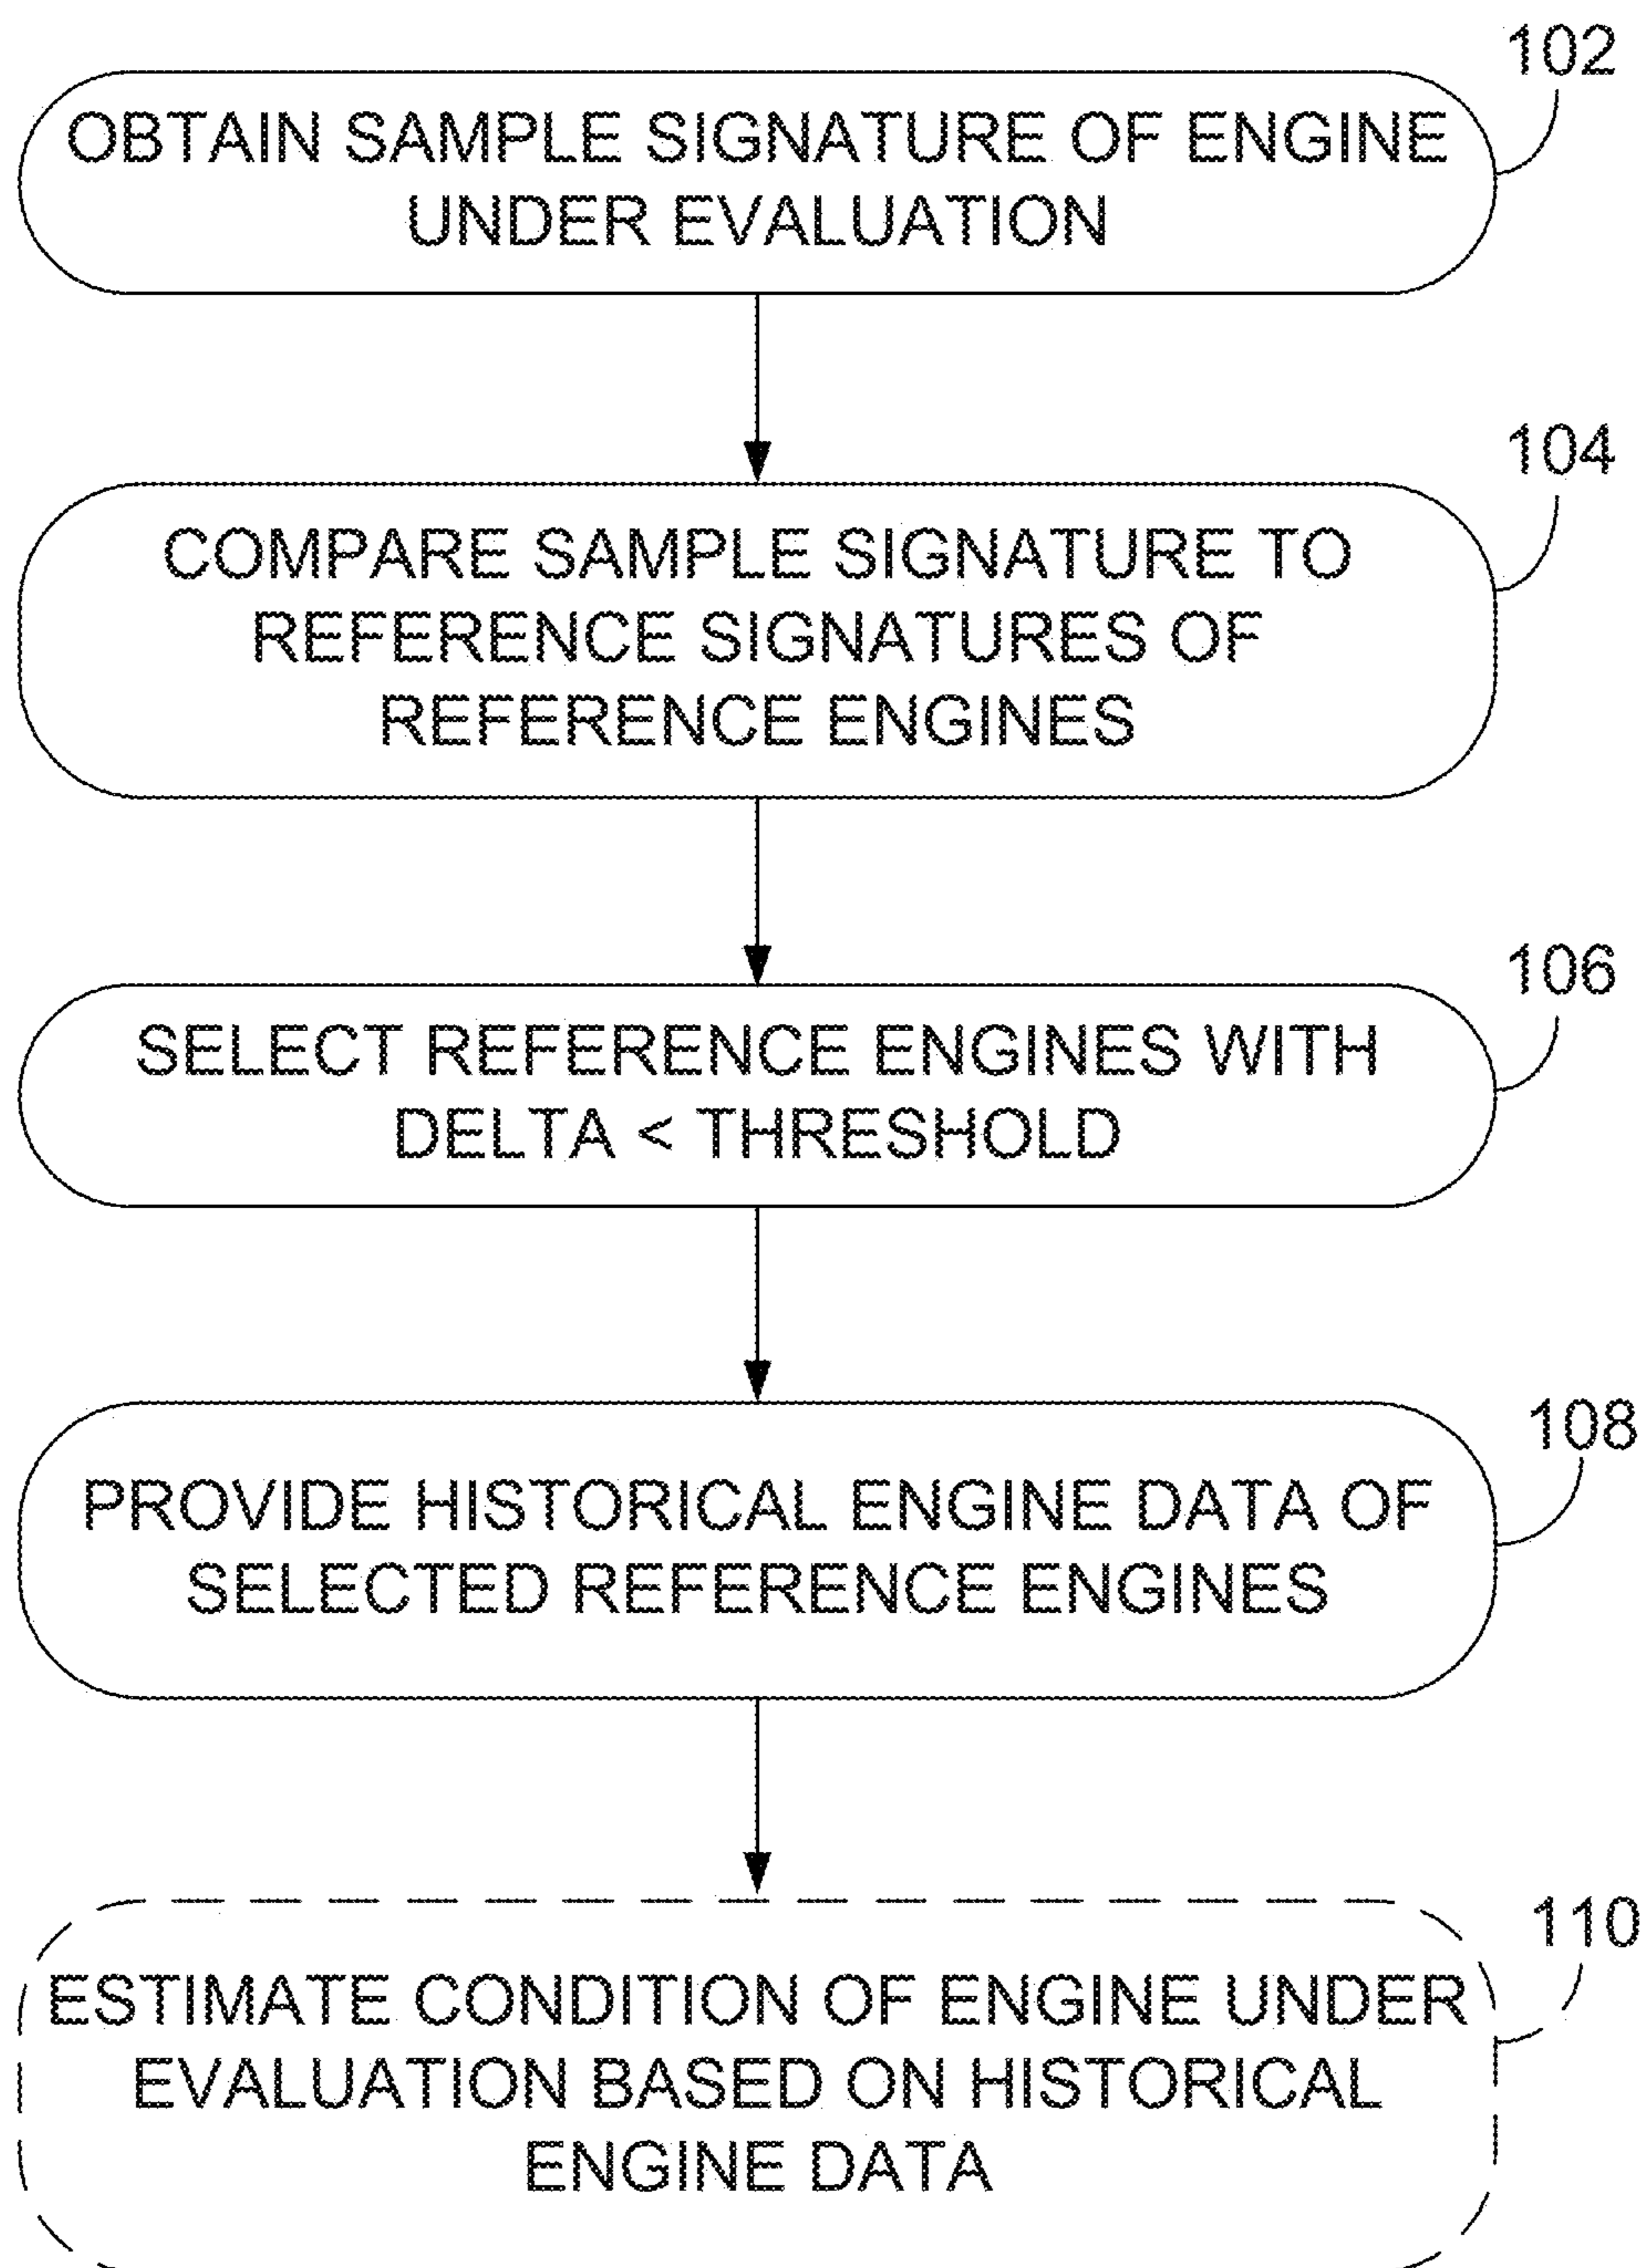 102
OBTAIN SAMPLE SIGNATURE OF ENGINE
UNDER EVALUATION
104
COMPARE SAMPLE SIGNATURE TO
REFERENCE SIGNATURES OF
REFERENCE ENGINES
106
SELECT REFERENCE ENGINES WITH
DELTA < THRESHOLD
108
PROVIDE HISTORICAL ENGINE DATA OF
SELECTED REFERENCE ENGINES
110
ESTIMATE CONDITION OF ENGINE UNDER
EVALUATION BASED ON HISTORICAL
ENGINE DATA